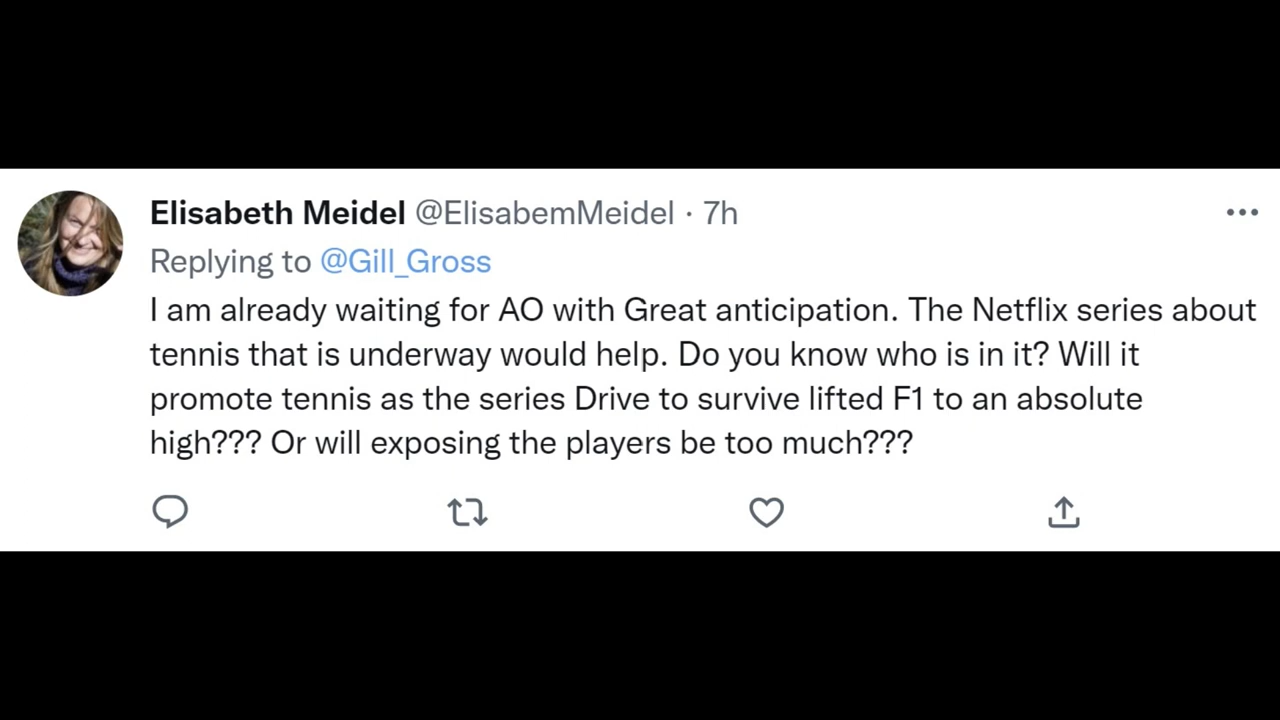 Elisabeth Meidel @ElisabemMeidel · 7h
Replying to @Gill_Gross
I am already waiting for AO with Great anticipation. The Netflix series about
tennis that is underway would help. Do you know who is in it? Will it
promote tennis as the series Drive to survive lifted F1 to an absolute
high??? Or will exposing the players be too much???